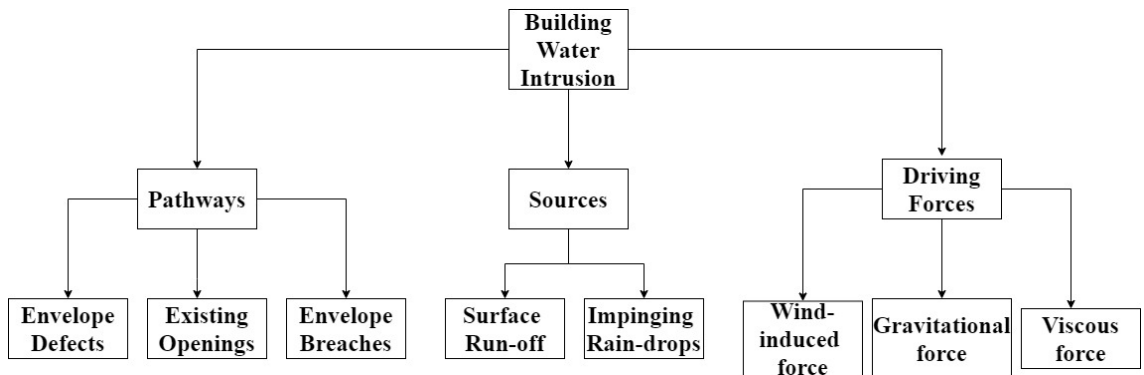 Building
Water
Intrusion
Pathways
Sources
Driving
Forces
Envelope
Defects
Existing
Openings
Envelope
Breaches
Surface
Run-off
Impinging
Rain-drops
Wind-
induced
force
Gravitational
force
Viscous
force